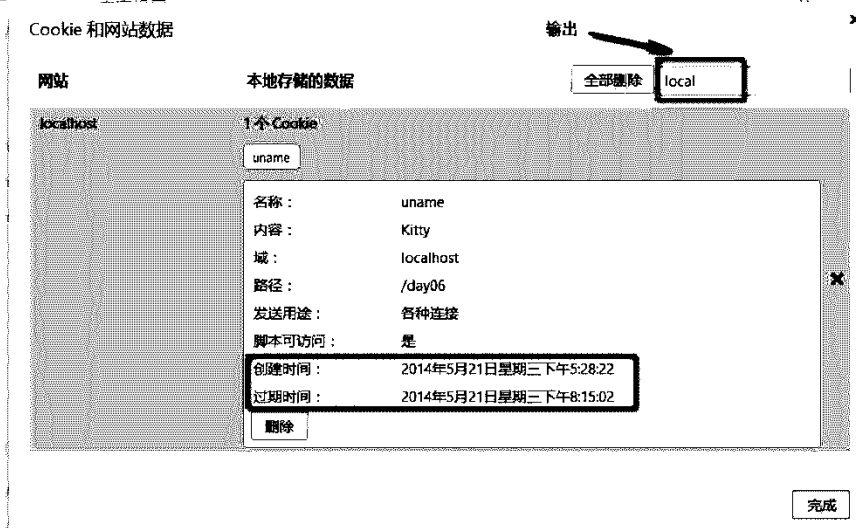 Cookie 和网站数据
输出
网站
本地存储的数据
全部删除
local
localhost
1 个 Cookie
uname
名称： uname
内容： Kitty
域： localhost
路径： /day06
发送用途： 各种连接
脚本可访问： 是
创建时间： 2014年5月21日星期三下午5:28:22
过期时间： 2014年5月21日星期三下午8:15:02
删除
完成